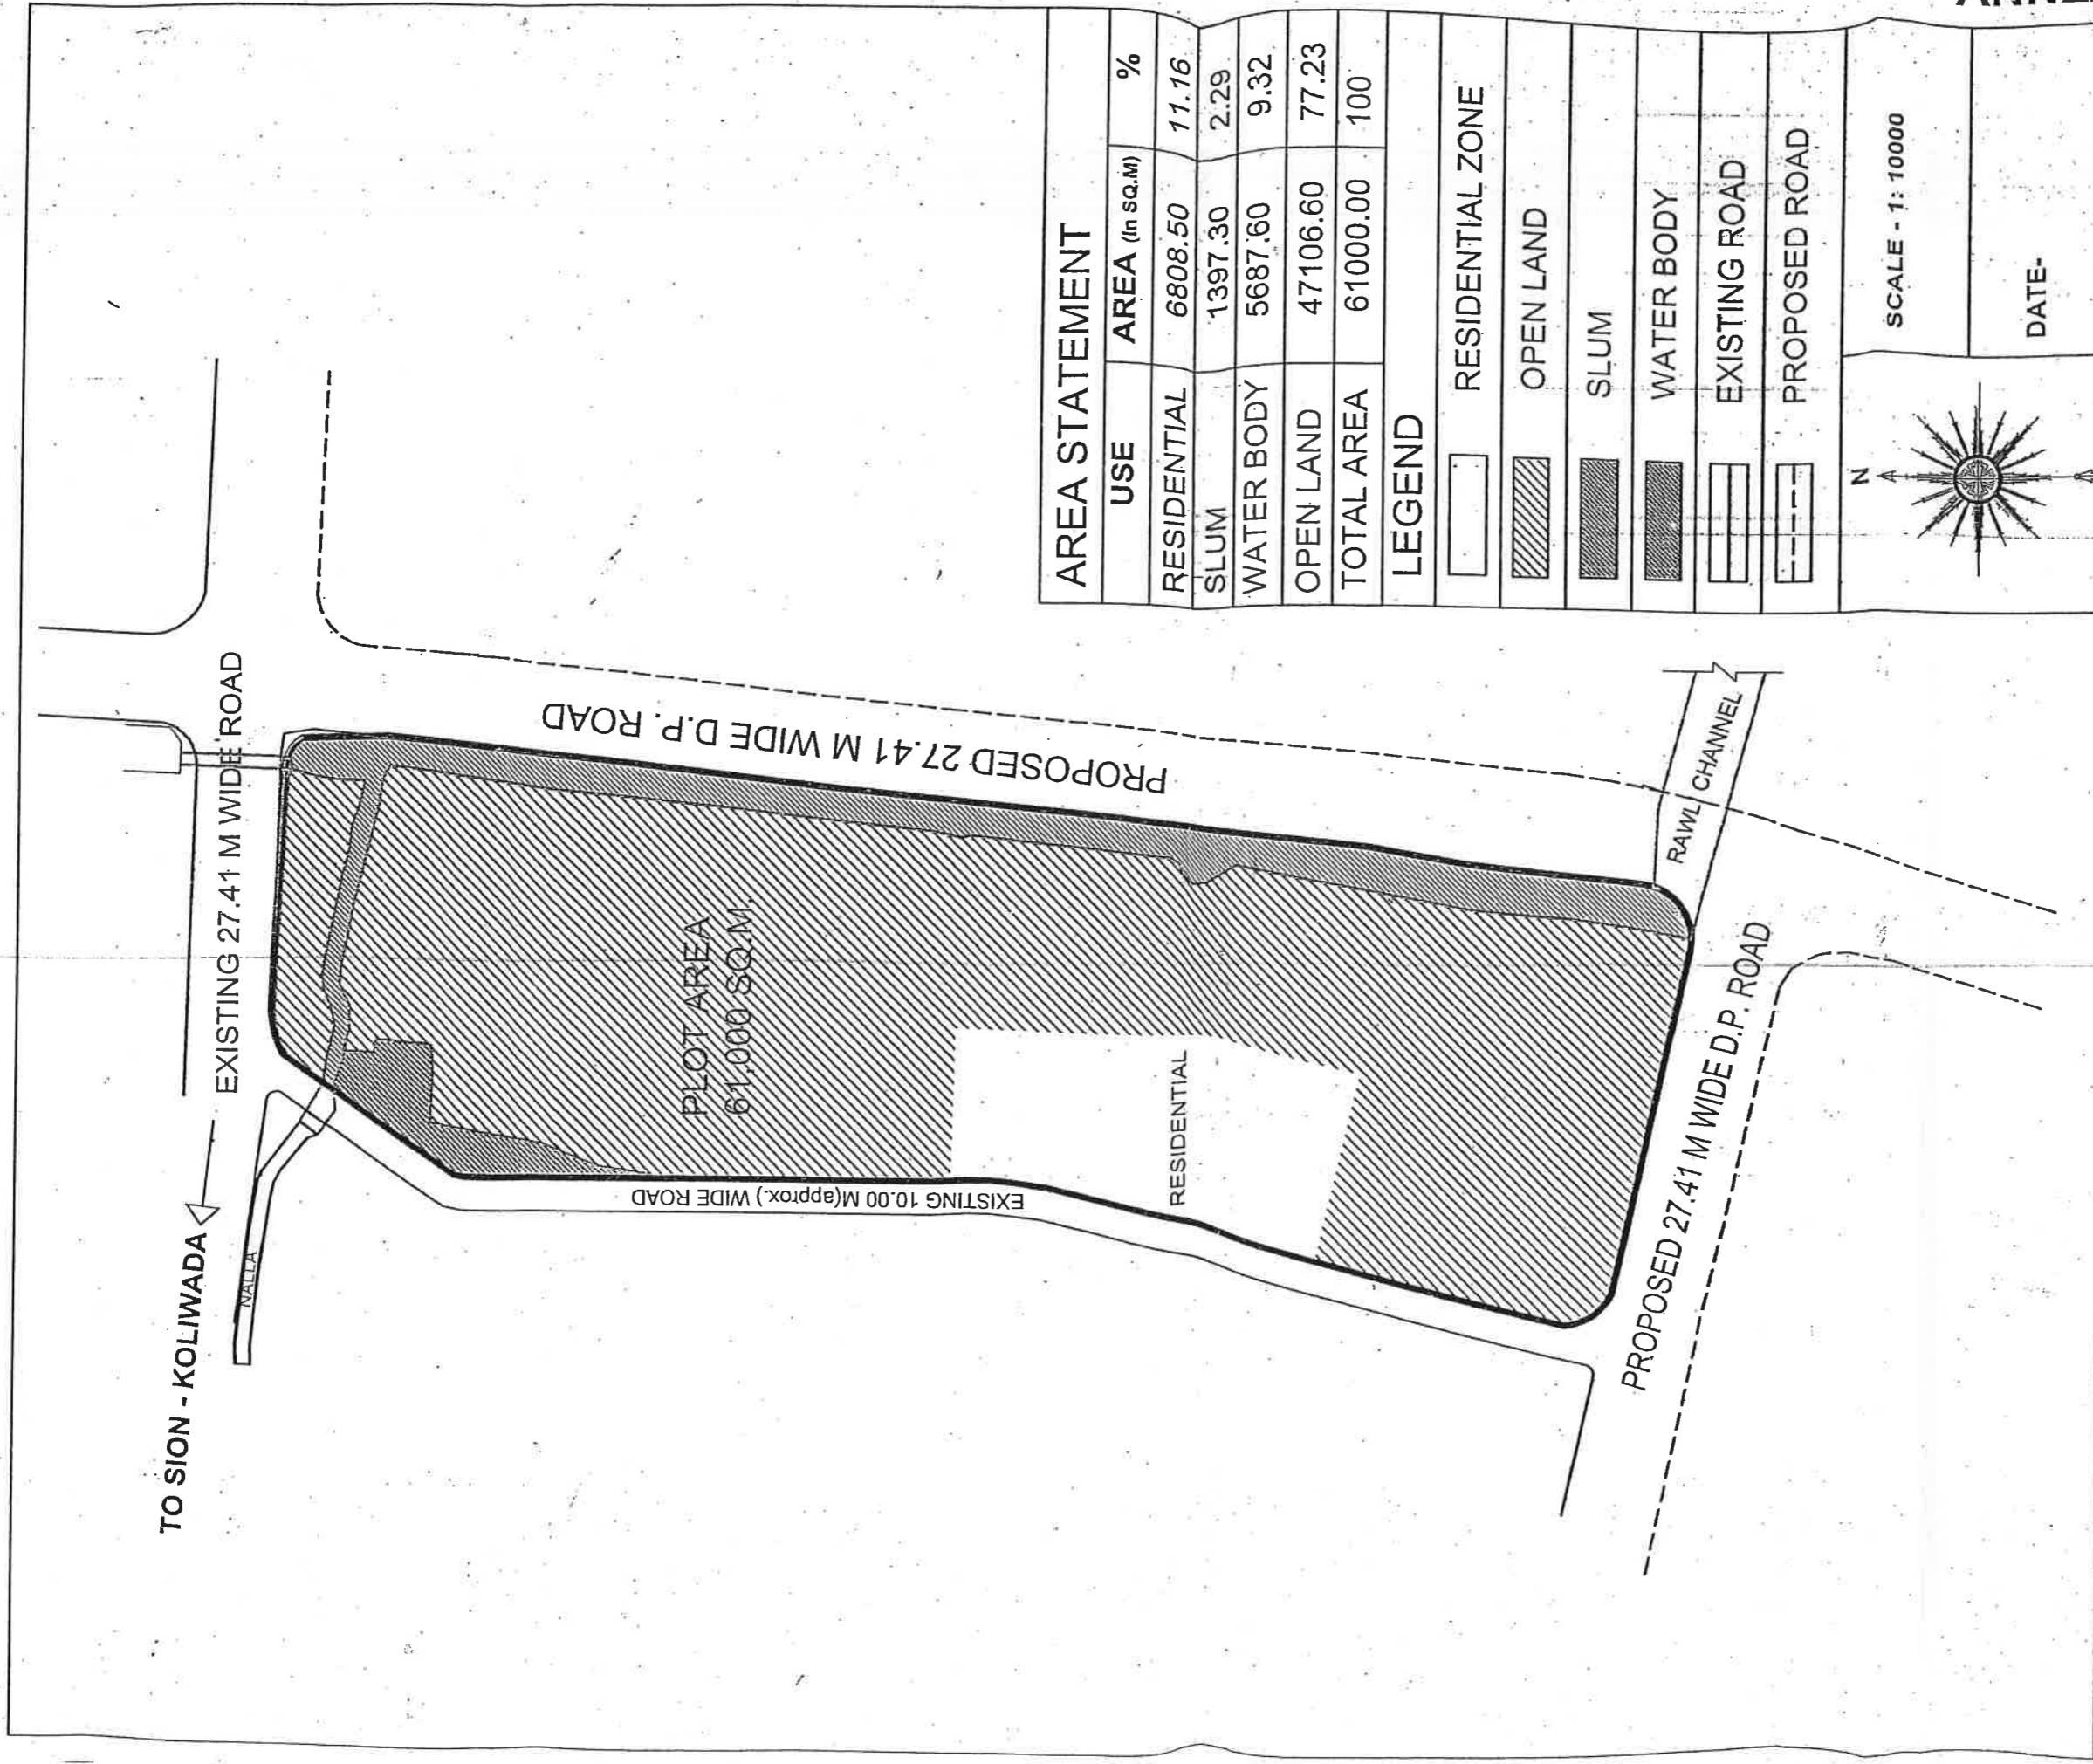 TO SION - KOLIWADA
EXISTING 27.41 M WIDE ROAD
NALLA
PLOT AREA
61,000 SQ.M.
EXISTING 10.00 M(approx.) WIDE ROAD
RESIDENTIAL
PROPOSED 27.41 M WIDE D.P. ROAD
PROPOSED 27.41 M WIDE D.P. ROAD
RAWLI CHANNEL
AREA STATEMENT
USE AREA (In SQ.M) %
RESIDENTIAL 6808.50 11.16
SLUM 1397.30 2.29
WATER BODY 5687.60 9.32
OPEN LAND 47106.60 77.23
TOTAL AREA 61000.00 100
LEGEND
RESIDENTIAL ZONE
OPEN LAND
SLUM
WATER BODY
EXISTING ROAD
PROPOSED ROAD
N
SCALE - 1: 10000
DATE-